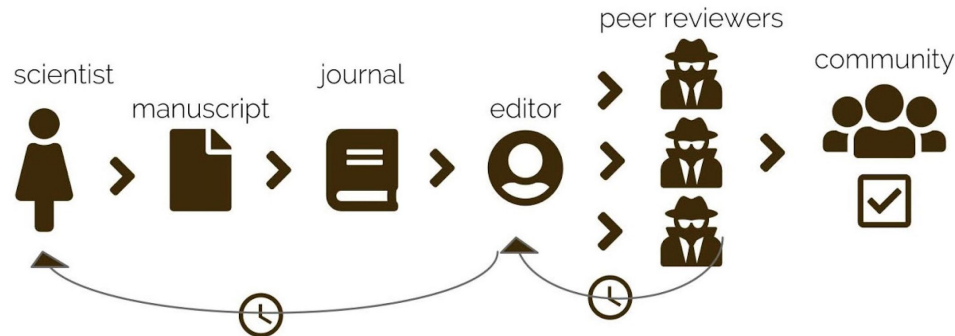 scientist
manuscript
journal
editor
peer reviewers
community